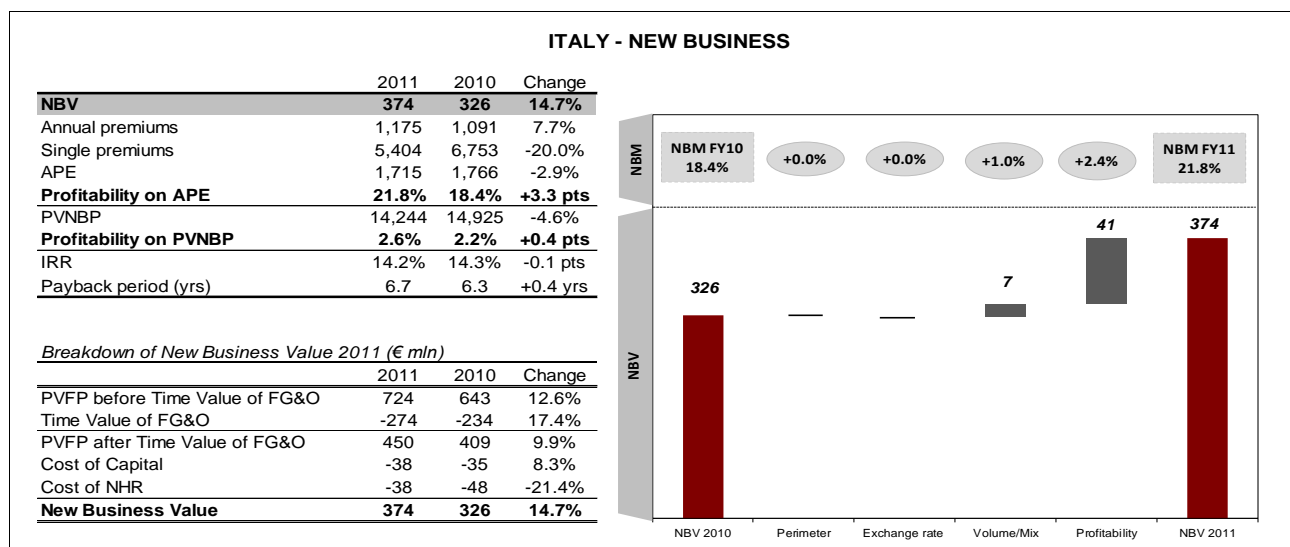 ITALY - NEW BUSINESS
2011 2010 Change
NBV 374 326 14.7%
Annual premiums 1,175 1,091 7.7%
Single premiums 5,404 6,753 -20.0%
APE 1,715 1,766 -2.9%
Profitability on APE 21.8% 18.4% +3.3 pts
PVNBP 14,244 14,925 -4.6%
Profitability on PVNBP 2.6% 2.2% +0.4 pts
IRR 14.2% 14.3% -0.1 pts
Payback period (yrs) 6.7 6.3 +0.4 yrs
Breakdown of New Business Value 2011 (€ mln)
2011 2010 Change
PVFP before Time Value of FG&O 724 643 12.6%
Time Value of FG&O -274 -234 17.4%
PVFP after Time Value of FG&O 450 409 9.9%
Cost of Capital -38 -35 8.3%
Cost of NHR -38 -48 -21.4%
New Business Value 374 326 14.7%
NBM
NBM FY10
18.4%
+0.0%
+0.0%
+1.0%
+2.4%
NBM FY11
21.8%
NBV
326
7
41
374
NBV 2010 Perimeter Exchange rate Volume/Mix Profitability NBV 2011